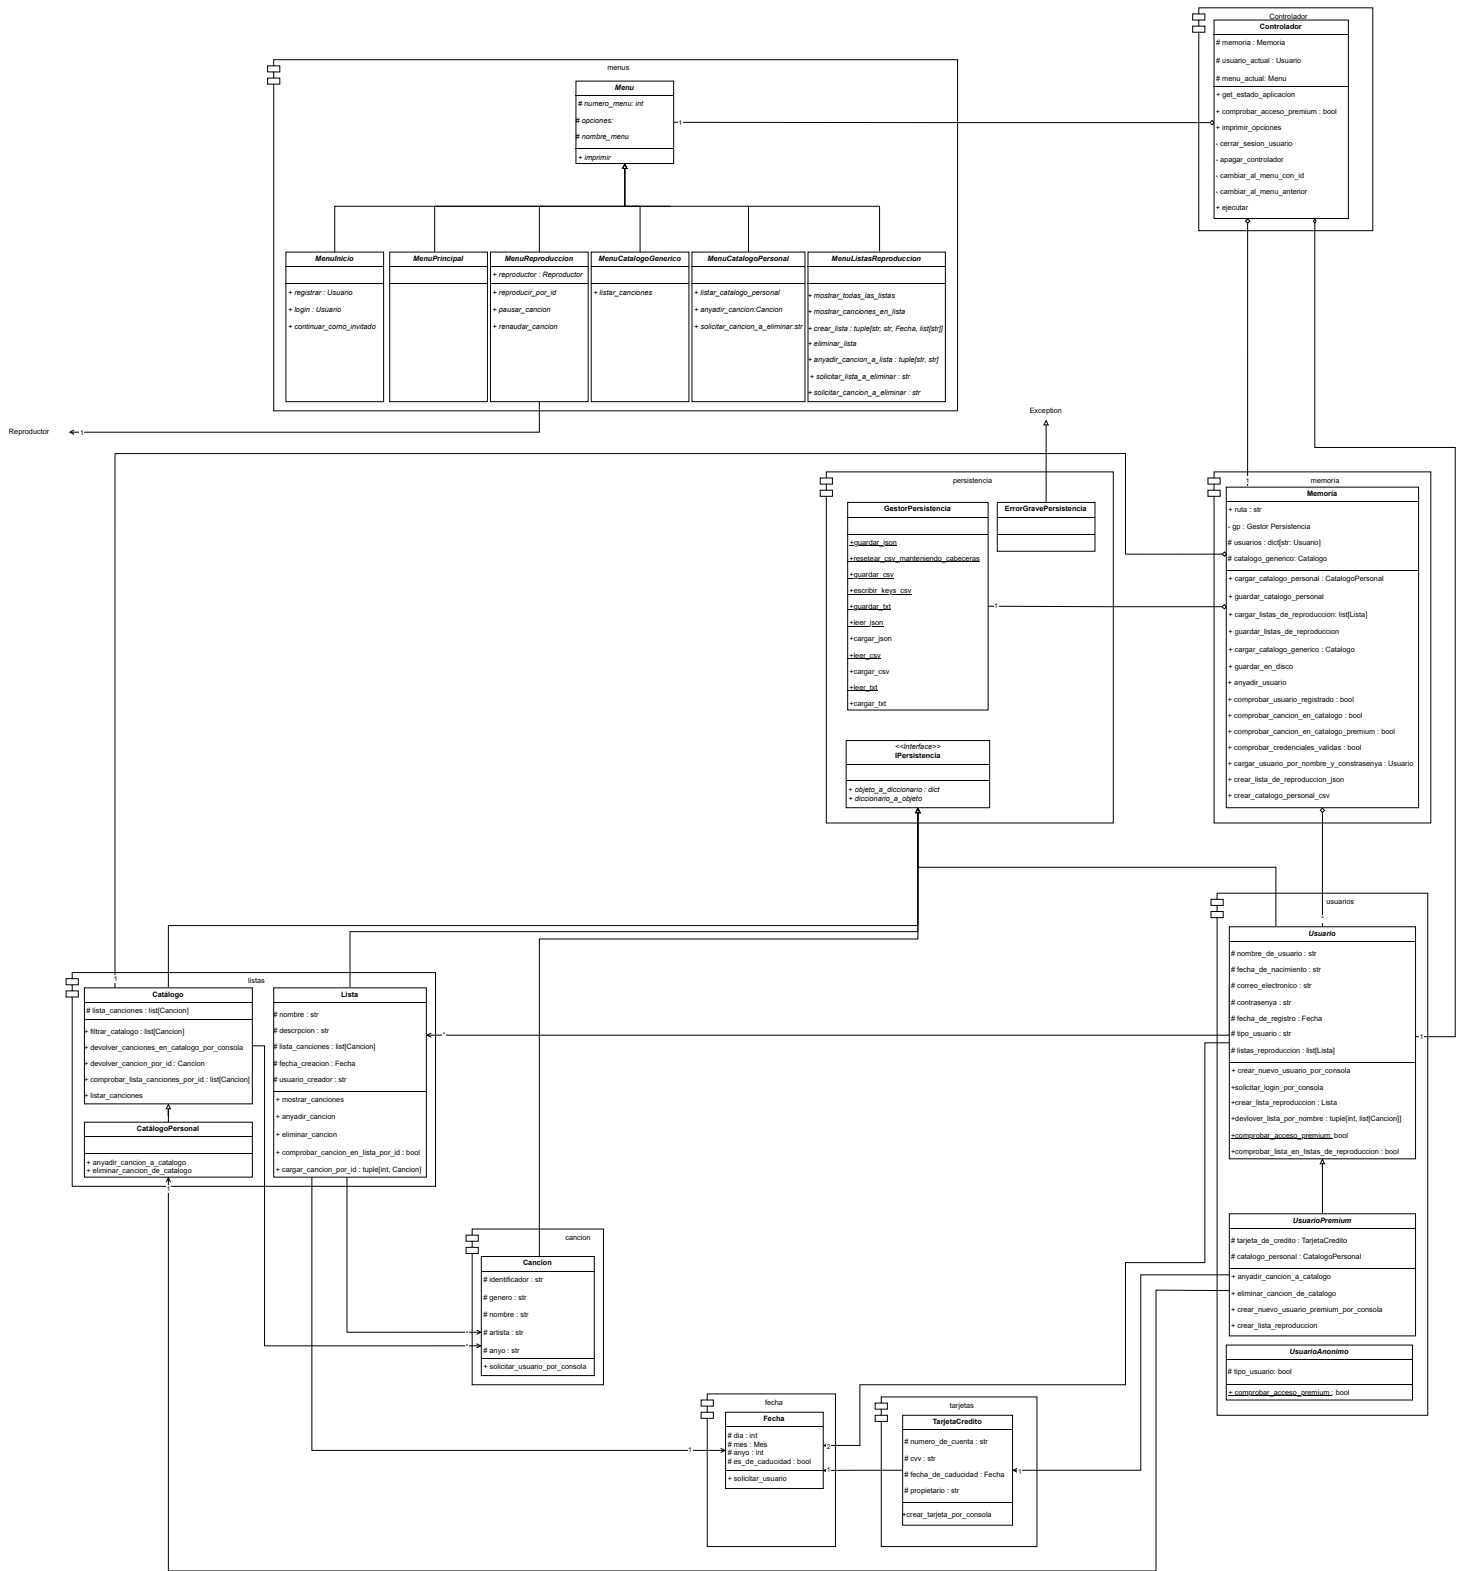 Controlador
Controlador
# memoria : Memoria
# usuario_actual : Usuario
# menu_actual: Menu
+ get_estado_aplicacion
+ comprobar_acceso_premium : bool
+ imprimir_opciones
- cerrar_sesion_usuario
- apagar_controlador
- cambiar_al_menu_con_id
- cambiar_al_menu_anterior
+ ejecutar
menus
Menu
# numero_menu: int
# opciones:
# nombre_menu
+ imprimir
1
MenuInicio
+ registrar : Usuario
+ login : Usuario
+ continuar_como_invitado
MenuPrincipal
MenuReproduccion
+ reproductor : Reproductor
+ reproducir_por_id
+ pausar_cancion
+ renaudar_cancion
MenuCatalogoGenerico
+ listar_canciones
MenuCatalogoPersonal
+ listar_catalogo_personal
+ anyadir_cancion:Cancion
+ solicitar_cancion_a_eliminar:str
MenuListasReproduccion
+ mostrar_todas_las_listas
+ mostrar_canciones_en_lista
+ crear_lista : tuple[str, str, Fecha, list[str]]
+ eliminar_lista
+ anyadir_cancion_a_lista : tuple[str, str]
+ solicitar_lista_a_eliminar : str
+ solicitar_cancion_a_eliminar : str
Reproductor
1
Exception
persistencia
GestorPersistencia
+guardar_json
+resetear_csv_manteniendo_cabeceras
+guardar_csv
+escribir_keys_csv
+guardar_txt
+leer_json
+cargar_json
+leer_csv
+cargar_csv
+leer_txt
+cargar_txt
ErrorGravePersistencia
1
<<Interface>>
IPersistencia
+ objeto_a_diccionario : dict
+ diccionario_a_objeto
1
memoria
Memoria
+ ruta : str
- gp : Gestor Persistencia
# usuarios : dict[str: Usuario]
# catalogo_generico: Catalogo
+ cargar_catalogo_personal : CatalogoPersonal
+ guardar_catalogo_personal
+ cargar_listas_de_reproduccion: list[Lista]
+ guardar_listas_de_reproduccion
+ cargar_catalogo_generico : Catalogo
+ guardar_en_disco
+ anyadir_usuario
+ comprobar_usuario_registrado : bool
+ comprobar_cancion_en_catalogo : bool
+ comprobar_cancion_en_catalogo_premium : bool
+ comprobar_credenciales_validas : bool
+ cargar_usuario_por_nombre_y_constrasenya : Usuario
+ crear_lista_de_reproduccion_json
+ crear_catalogo_personal_csv
usuarios
*
Usuario
# nombre_de_usuario : str
# fecha_de_nacimiento : str
# correo_electronico : str
# contrasenya : str
# fecha_de_registro : Fecha
# tipo_usuario : str
# listas_reproduccion : list[Lista]
+ crear_nuevo_usuario_por_consola
+solicitar_login_por_consola
+crear_lista_reproduccion : Lista
+devlover_lista_por_nombre : tuple[int, list[Cancion]]
+comprobar_acceso_premium: bool
+comprobar_lista_en_listas_de_reproduccion : bool
1
*
UsuarioPremium
# tarjeta_de_credito : TarjetaCredito
# catalogo_personal : CatalogoPersonal
+ anyadir_cancion_a_catalogo
+ eliminar_cancion_de_catalogo
+ crear_nuevo_usuario_premium_por_consola
+ crear_lista_reproduccion
UsuarioAnonimo
# tipo_usuario: bool
+ comprobar_acceso_premium : bool
1
listas
Catálogo
# lista_canciones : list[Cancion]
+ filtrar_catalogo : list[Cancion]
+ devolver_canciones_en_catalogo_por_consola
+ devolver_cancion_por_id : Cancion
+ comprobar_lista_canciones_por_id : list[Cancion]
+ listar_canciones
CatálogoPersonal
+ anyadir_cancion_a_catalogo
+ eliminar_cancion_de_catalogo
1
Lista
# nombre : str
# descrpcion : str
# lista_canciones : list[Cancion]
# fecha_creacion : Fecha
# usuario_creador : str
+ mostrar_canciones
+ anyadir_cancion
+ eliminar_cancion
+ comprobar_cancion_en_lista_por_id : bool
+ cargar_cancion_por_id : tuple[int, Cancion]
cancion
Cancion
# identificador : str
# genero : str
# nombre : str
# artista : str
# anyo : str
+ solicitar_usuario_por_consola
*
*
fecha
Fecha
# dia : int
# mes : Mes
# anyo : int
# es_de_caducidad : bool
+ solicitar_usuario
1
2
1
tarjetas
TarjetaCredito
# numero_de_cuenta : str
# cvv : str
# fecha_de_caducidad : Fecha
# propietario : str
+crear_tarjeta_por_consola
1